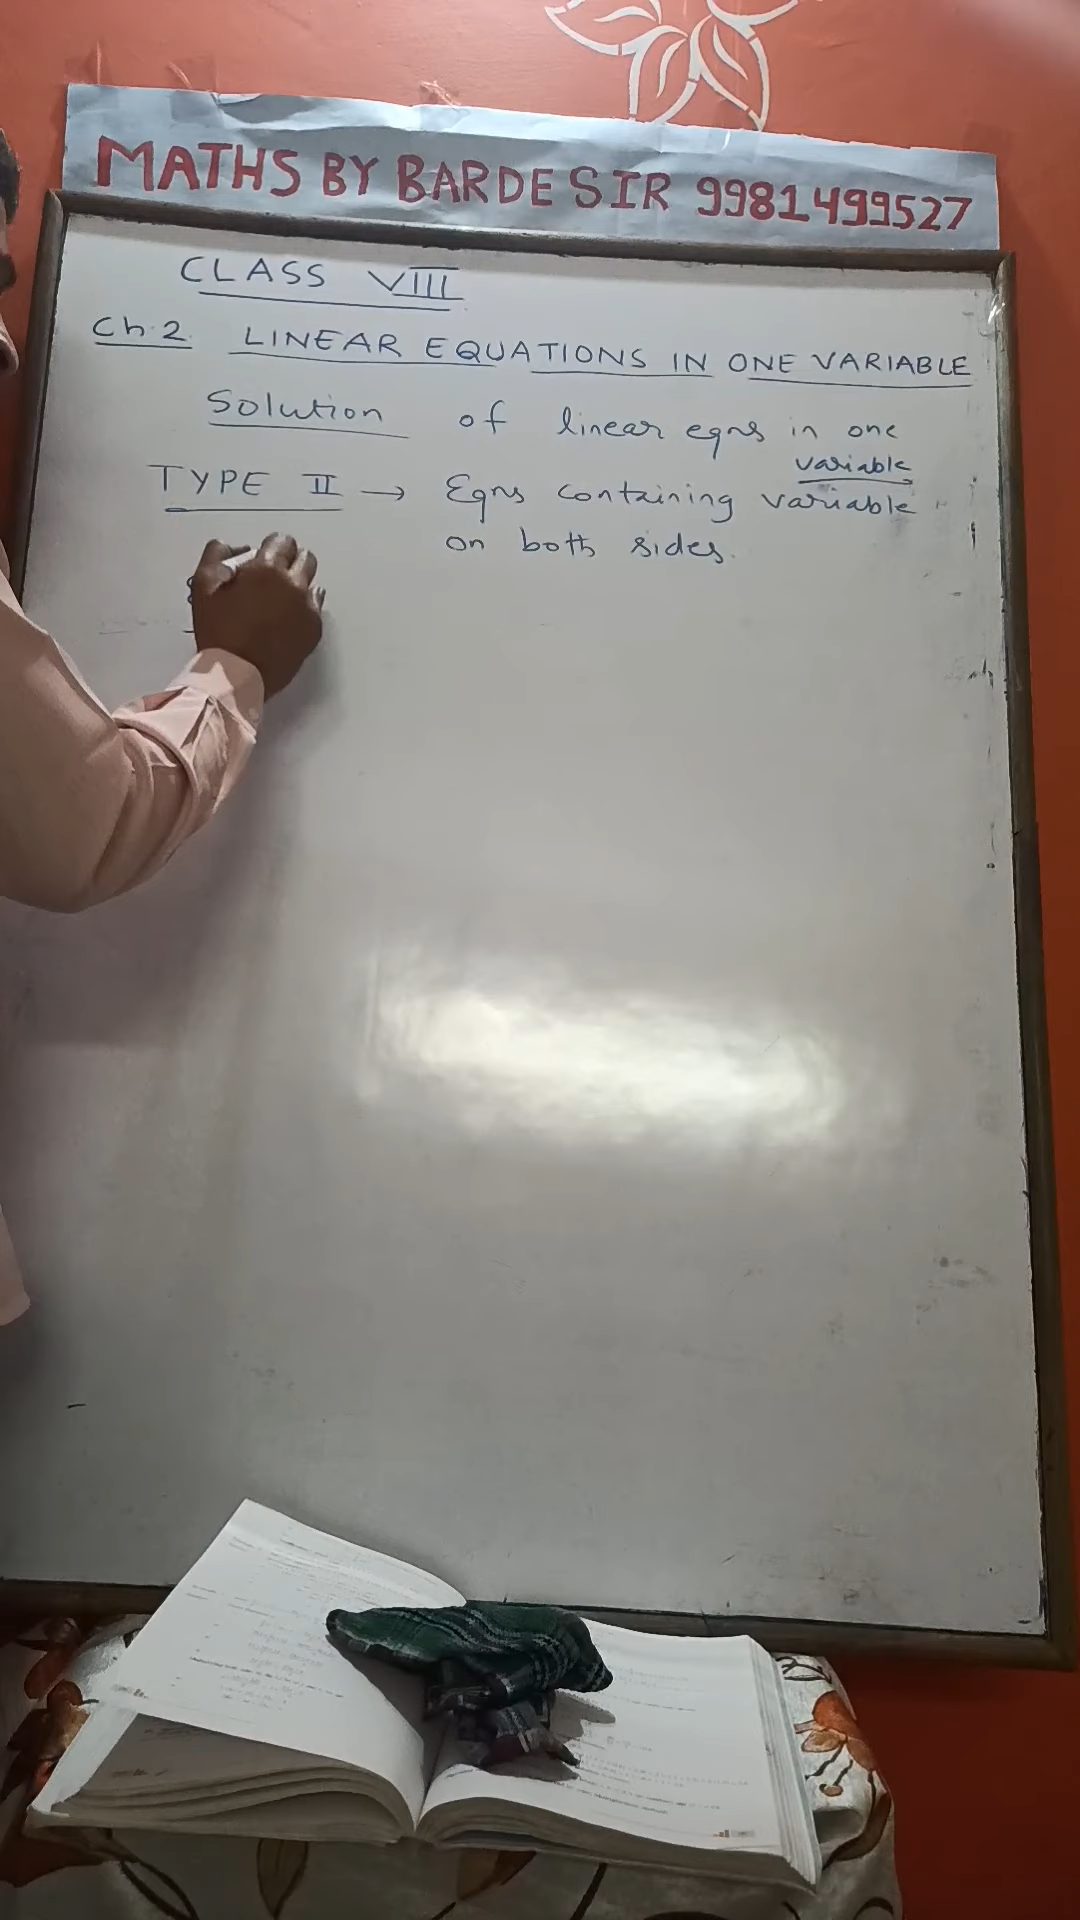 MATHS BY BARDE SIR 9981499527
CLASS VIII
Ch.2. LINEAR EQUATIONS IN ONE VARIABLE
Solution of linear eqns in one
variable
TYPE II → Eqns containing variable
on both sides.